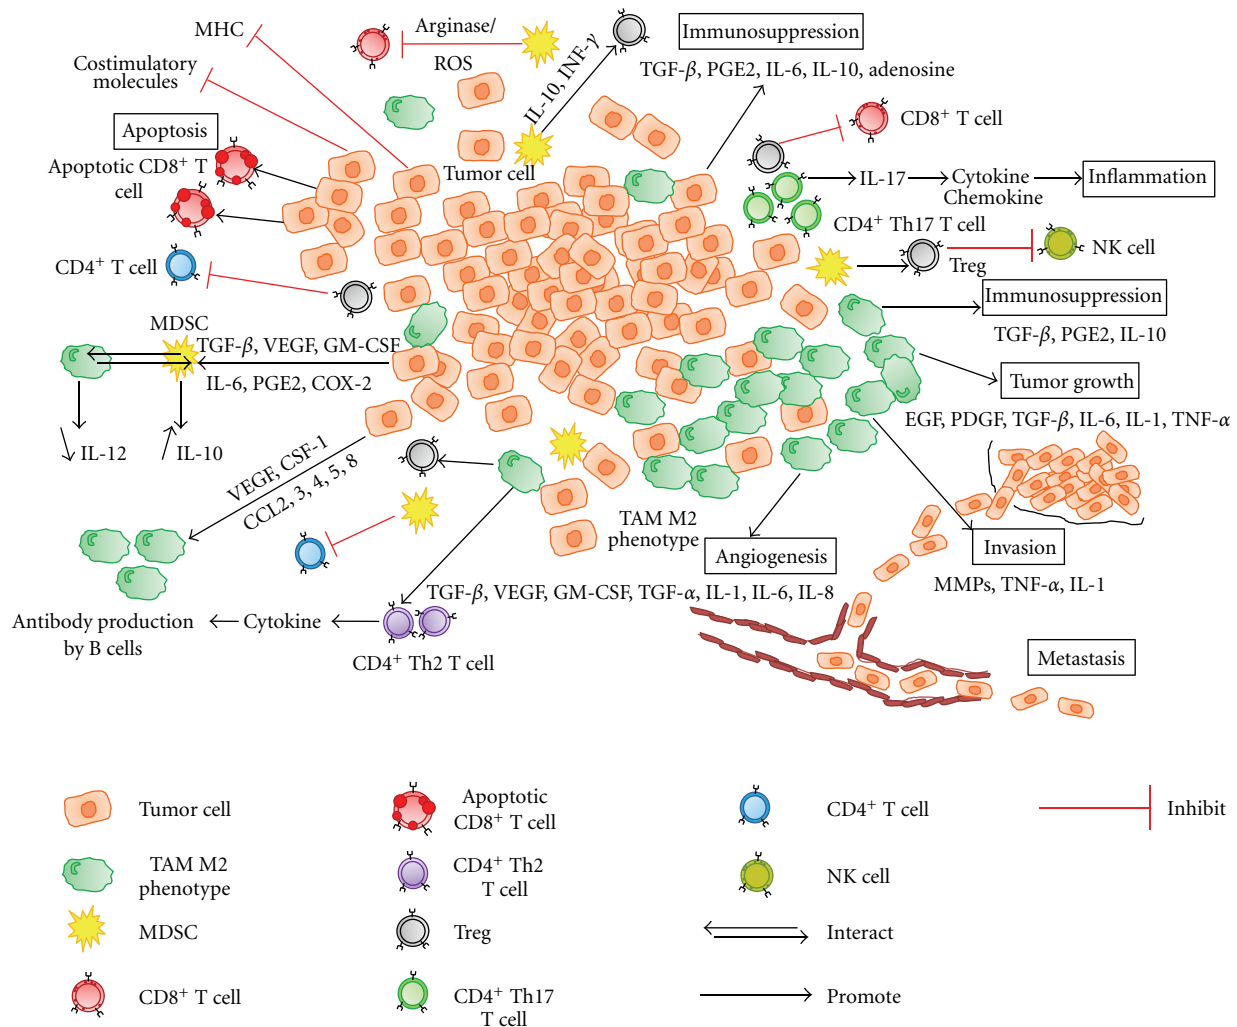 MHC
Arginase/
ROS
IL-10, INF-γ
Immunosuppression
TGF-β, PGE2, IL-6, IL-10, adenosine
Costimulatory
molecules
Apoptosis
Apoptotic CD8+ T
cell
Tumor cell
CD8+ T cell
IL-17
Cytokine
Chemokine
Inflammation
CD4+ Th17 T cell
CD4+ T cell
Treg
NK cell
Immunosuppression
TGF-β, PGE2, IL-10
MDSC
TGF-β, VEGF, GM-CSF
IL-6, PGE2, COX-2
IL-12
IL-10
Tumor growth
EGF, PDGF, TGF-β, IL-6, IL-1, TNF-α
VEGF, CSF-1
CCL2, 3, 4, 5, 8
TAM M2
phenotype
Angiogenesis
TGF-β, VEGF, GM-CSF, TGF-α, IL-1, IL-6, IL-8
Invasion
MMPs, TNF-α, IL-1
Antibody production
by B cells
Cytokine
CD4+ Th2 T cell
Metastasis
Tumor cell
Apoptotic
CD8+ T cell
CD4+ T cell
Inhibit
TAM M2
phenotype
CD4+ Th2
T cell
NK cell
MDSC
Treg
Interact
CD8+ T cell
CD4+ Th17
T cell
Promote